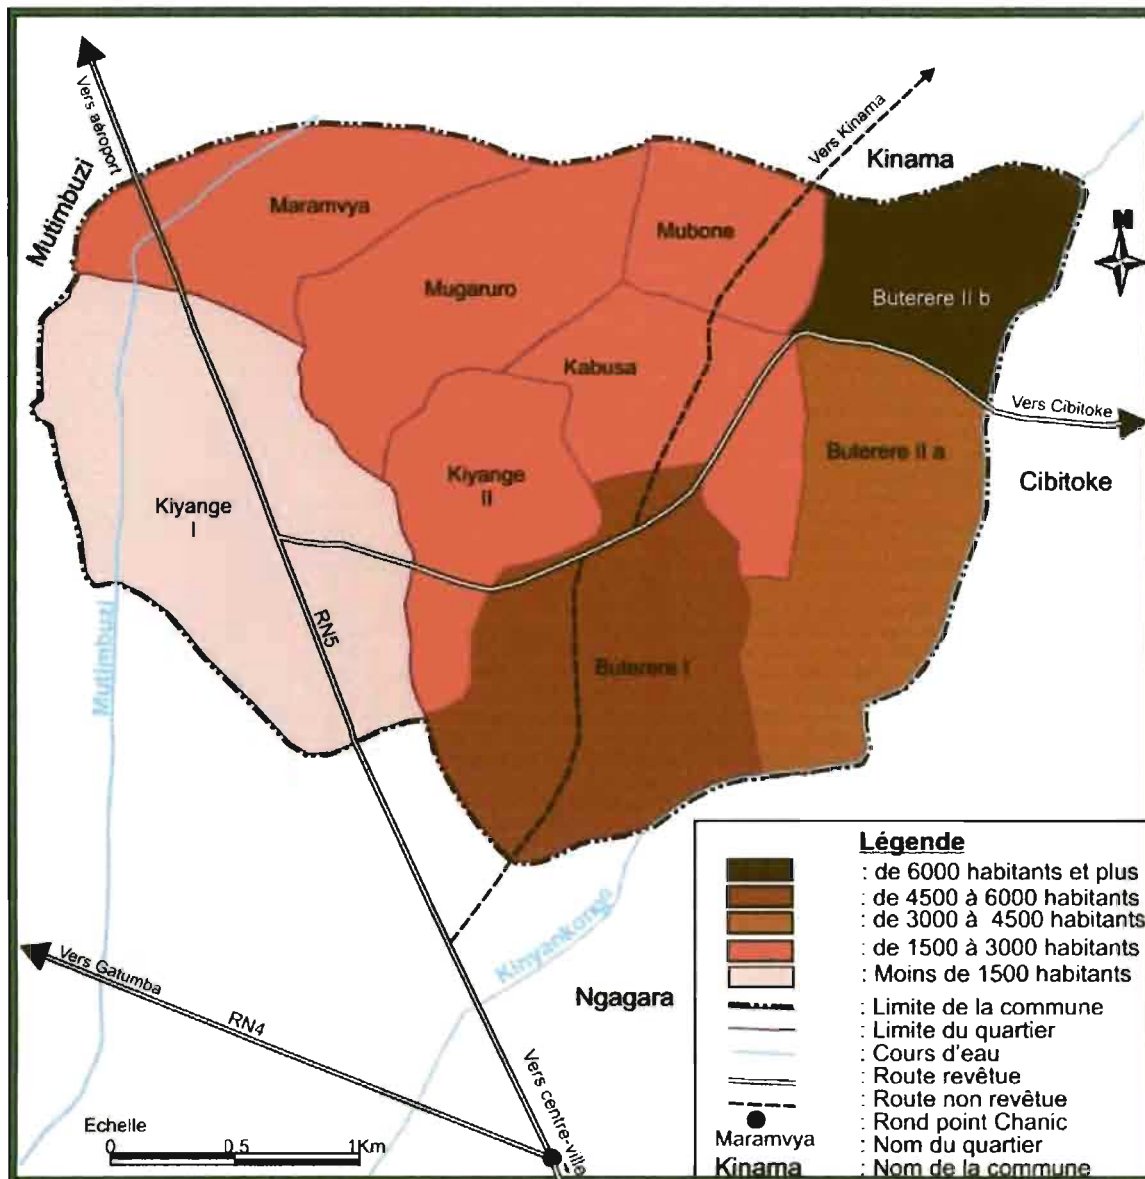 Vers aéroport
Mutimbuzi
Vers Kinama
Kinama
N
Maramvya
Mubone
Mugaruro
Buterere II b
Kabusa
Vers Cibitoke
Buterere II a
Cibitoke
Kiyange
I
Kiyange
II
RN5
Mutimbuzi
Buterere I
Kinyankonge
Ngagara
Vers Gatumba
RN4
Vers centre-ville
Echelle
0 0,5 1Km
Légende
: de 6000 habitants et plus
: de 4500 à 6000 habitants
: de 3000 à 4500 habitants
: de 1500 à 3000 habitants
: Moins de 1500 habitants
: Limite de la commune
: Limite du quartier
: Cours d'eau
: Route revêtue
: Route non revêtue
: Rond point Chanic
Maramvya : Nom du quartier
Kinama : Nom de la commune